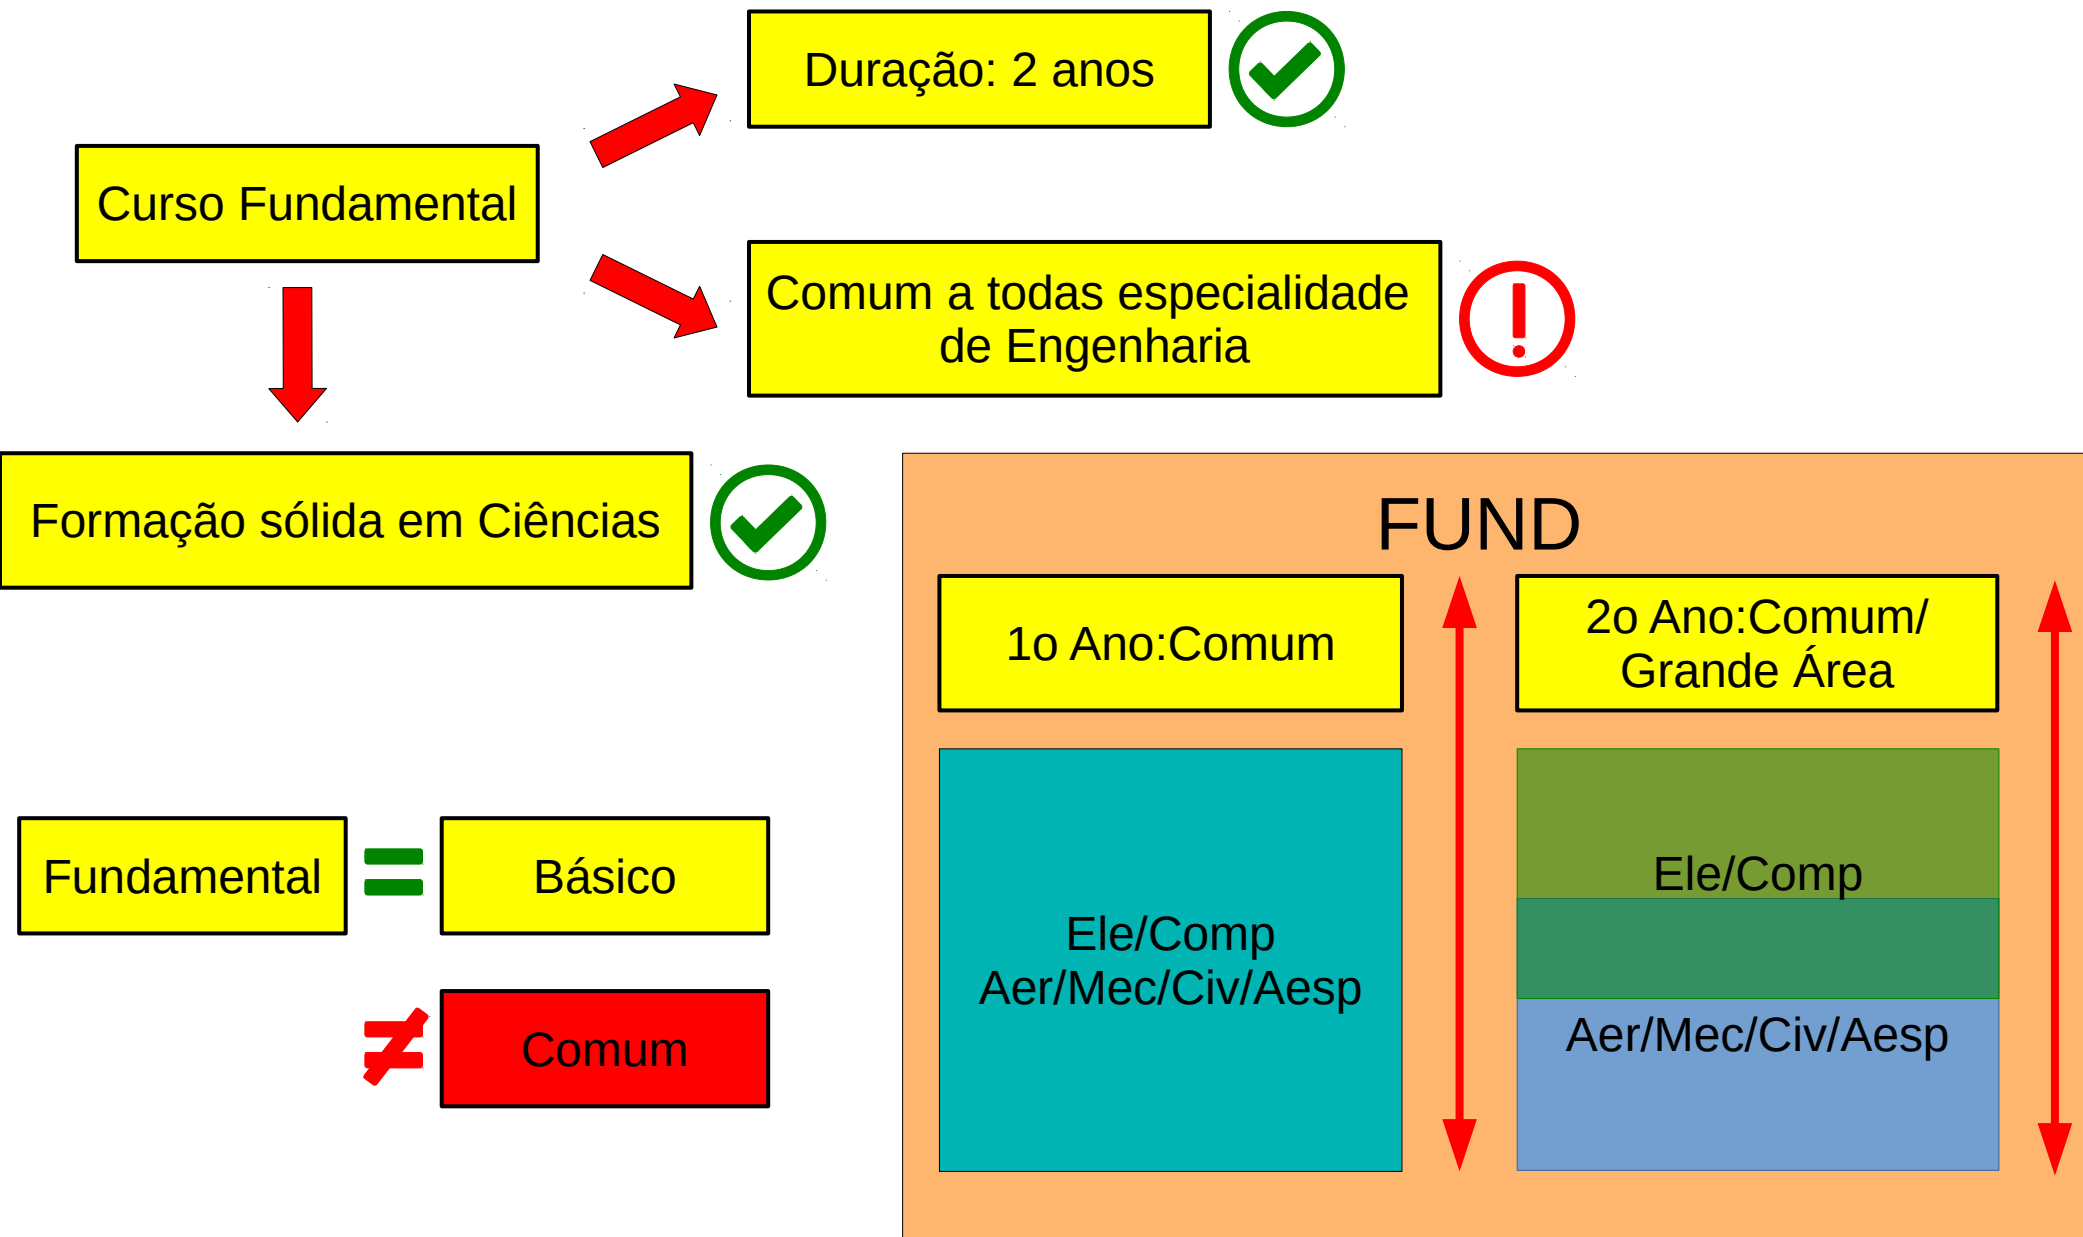 Duração: 2 anos
Curso Fundamental
Comum a todas especialidade
de Engenharia
Formação sólida em Ciências
FUND
1o Ano:Comum
2o Ano:Comum/
Grande Área
Fundamental
Básico
Comum
Ele/Comp
Aer/Mec/Civ/Aesp
Ele/Comp
Aer/Mec/Civ/Aesp